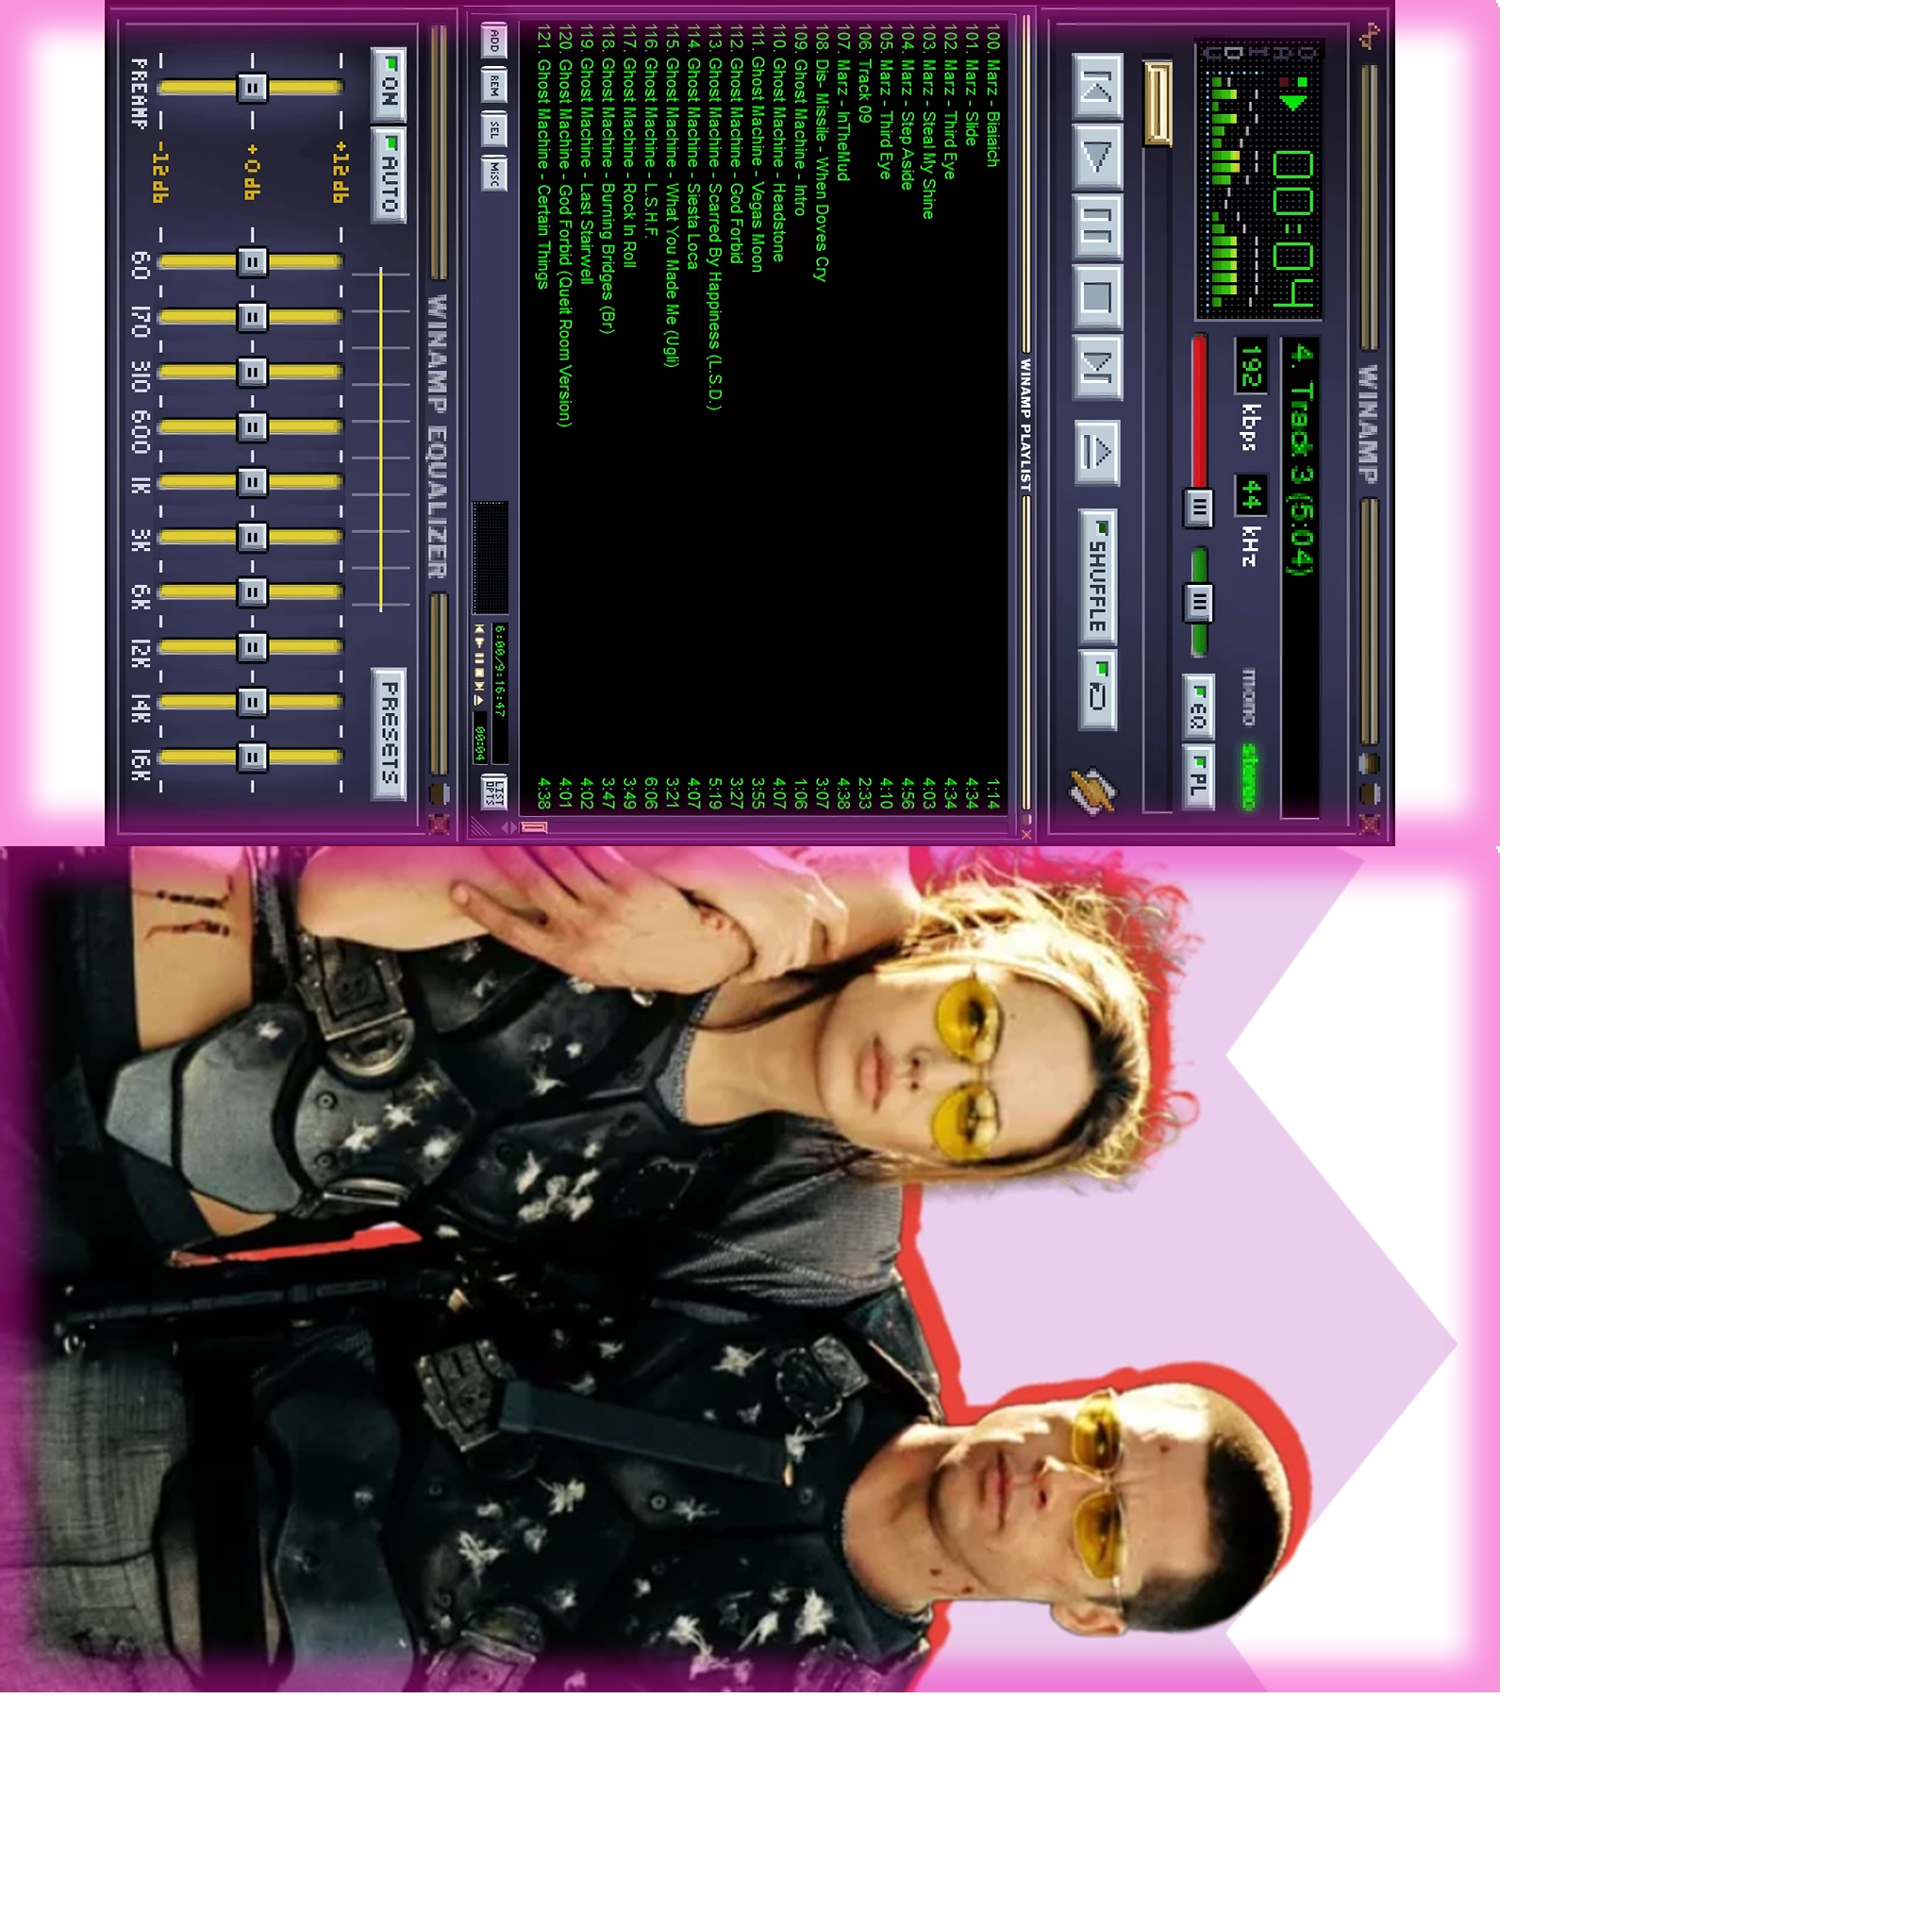 WINAMP
00:04
4. Track 3 (5:04)
192 kbps 44 kHz mono stereo
EQ PL
SHUFFLE
WINAMP PLAYLIST
100. Marz - Biaiaich 1:14
101. Marz - Slide 4:34
102. Marz - Third Eye 4:34
103. Marz - Steal My Shine 4:03
104. Marz - Step Aside 4:56
105. Marz - Third Eye 4:10
106. Track 09 2:33
107. Marz - InTheMud 4:38
108. Dis- Missile - When Doves Cry 3:07
109. Ghost Machine - Intro 1:06
110. Ghost Machine - Headstone 4:07
111. Ghost Machine - Vegas Moon 3:55
112. Ghost Machine - God Forbid 3:27
113. Ghost Machine - Scarred By Happiness (L.S.D.) 5:19
114. Ghost Machine - Siesta Loca 4:07
115. Ghost Machine - What You Made Me (Ugli) 3:21
116. Ghost Machine - L.S.H.F. 6:06
117. Ghost Machine - Rock In Roll 3:49
118. Ghost Machine - Burning Bridges (Br) 3:47
119. Ghost Machine - Last Stairwell 4:02
120. Ghost Machine - God Forbid (Queit Room Version) 4:01
121. Ghost Machine - Certain Things 4:38
ADD REM SEL MISC 6:00/9:16:47 LIST OPTS
00:04
WINAMP EQUALIZER
ON AUTO PRESETS
+12db
+0db
-12db
PREAMP 60 170 310 600 1K 3K 6K 12K 14K 16K